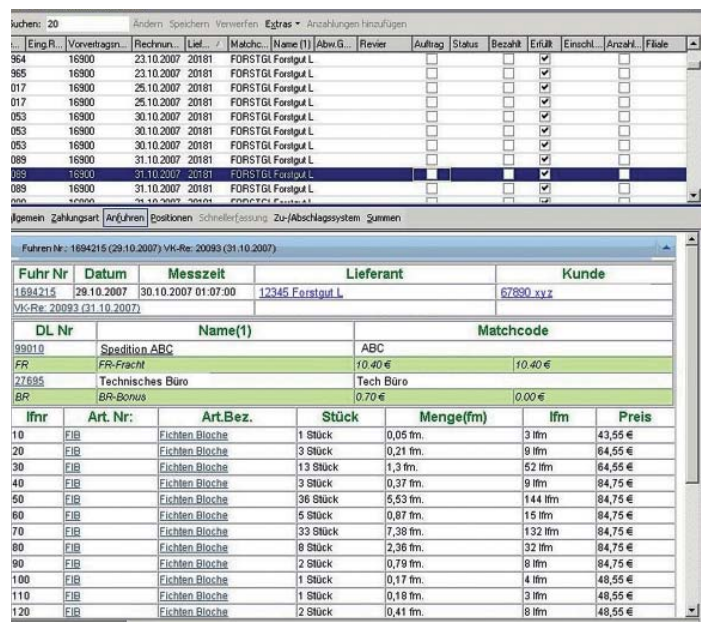 Suchen: 20 Ändern Speichern Verwerfen Extras Anzahlungen hinzufügen
Eing.R... Vorvertragsn... Rechnun... Lief... Matchc... Name (1) Abw.G... Revier Auftrag Status Bezahlt Erfüllt Einschl... Anzahl... Filiale
964 16900 23.10.2007 20181 FORSTGL Forstgut L
965 16900 23.10.2007 20181 FORSTGL Forstgut L
017 16900 25.10.2007 20181 FORSTGL Forstgut L
017 16900 25.10.2007 20181 FORSTGL Forstgut L
053 16900 30.10.2007 20181 FORSTGL Forstgut L
053 16900 30.10.2007 20181 FORSTGL Forstgut L
053 16900 30.10.2007 20181 FORSTGL Forstgut L
089 16900 31.10.2007 20181 FORSTGL Forstgut L
089 16900 31.10.2007 20181 FORSTGL Forstgut L
089 16900 31.10.2007 20181 FORSTGL Forstgut L
llgemein Zahlungsart Anfuhren Positionen Schnellerfassung Zu-/Abschlagssystem Summen
Fuhren Nr.: 1694215 (29.10.2007) VK-Re: 20093 (31.10.2007)
Fuhr Nr Datum Messzeit Lieferant Kunde
1694215 29.10.2007 30.10.2007 01:07:00 12345 Forstgut L 67890 xyz
VK-Re: 20093 (31.10.2007)
DL Nr Name(1) Matchcode
99010 Spedition ABC ABC
FR FR-Fracht 10.40 € 10.40 €
27695 Technisches Büro Tech Büro
BR BR-Bonus 0.70 € 0.00 €
lfnr Art. Nr: Art.Bez. Stück Menge(fm) lfm Preis
10 FIB Fichten Bloche 1 Stück 0,05 fm. 3 lfm 43,55 €
20 FIB Fichten Bloche 3 Stück 0,21 fm. 9 lfm 64,55 €
30 FIB Fichten Bloche 13 Stück 1,3 fm. 52 lfm 64,55 €
40 FIB Fichten Bloche 3 Stück 0,37 fm. 9 lfm 84,75 €
50 FIB Fichten Bloche 36 Stück 5,53 fm. 144 lfm 84,75 €
60 FIB Fichten Bloche 5 Stück 0,87 fm. 15 lfm 84,75 €
70 FIB Fichten Bloche 33 Stück 7,38 fm. 132 lfm 84,75 €
80 FIB Fichten Bloche 8 Stück 2,36 fm. 32 lfm 84,75 €
90 FIB Fichten Bloche 2 Stück 0,79 fm. 8 lfm 84,75 €
100 FIB Fichten Bloche 1 Stück 0,17 fm. 4 lfm 48,55 €
110 FIB Fichten Bloche 1 Stück 0,18 fm. 3 lfm 48,55 €
120 FIB Fichten Bloche 2 Stück 0,41 fm. 8 lfm 48,55 €